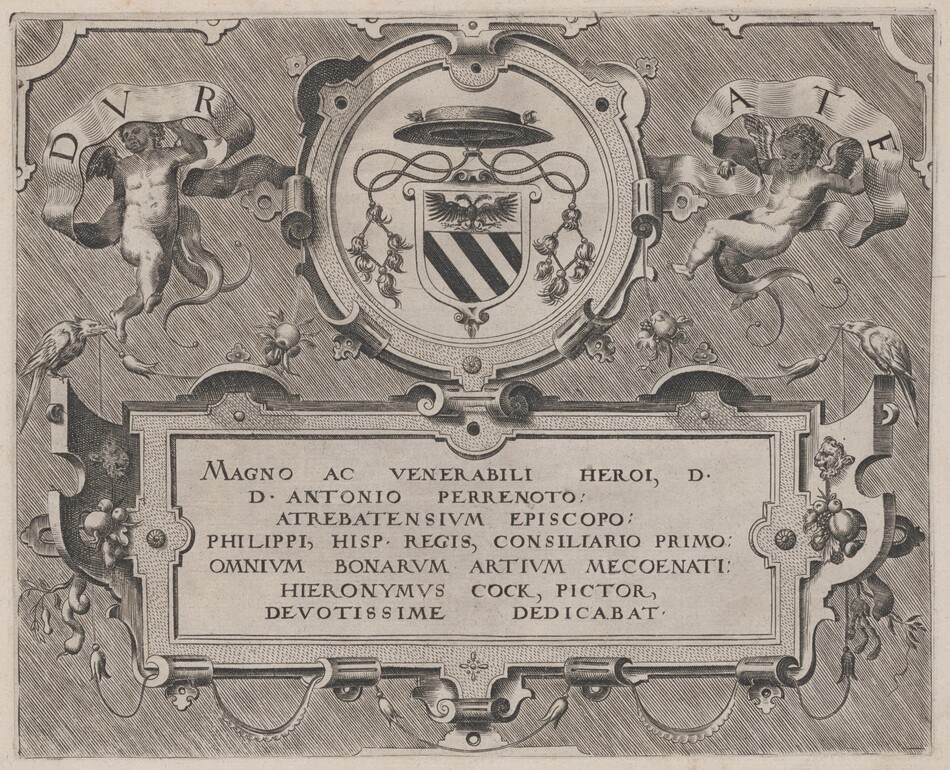 DVR ATE
MAGNO AC VENERABILI HEROI, D.
D. ANTONIO PERRENOTO:
ATREBATENSIVM EPISCOPO:
PHILIPPI, HISP. REGIS, CONSILIARIO PRIMO:
OMNIVM BONARVM ARTIVM MECOENATI:
HIERONYMVS COCK, PICTOR,
DEVOTISSIME DEDICABAT.